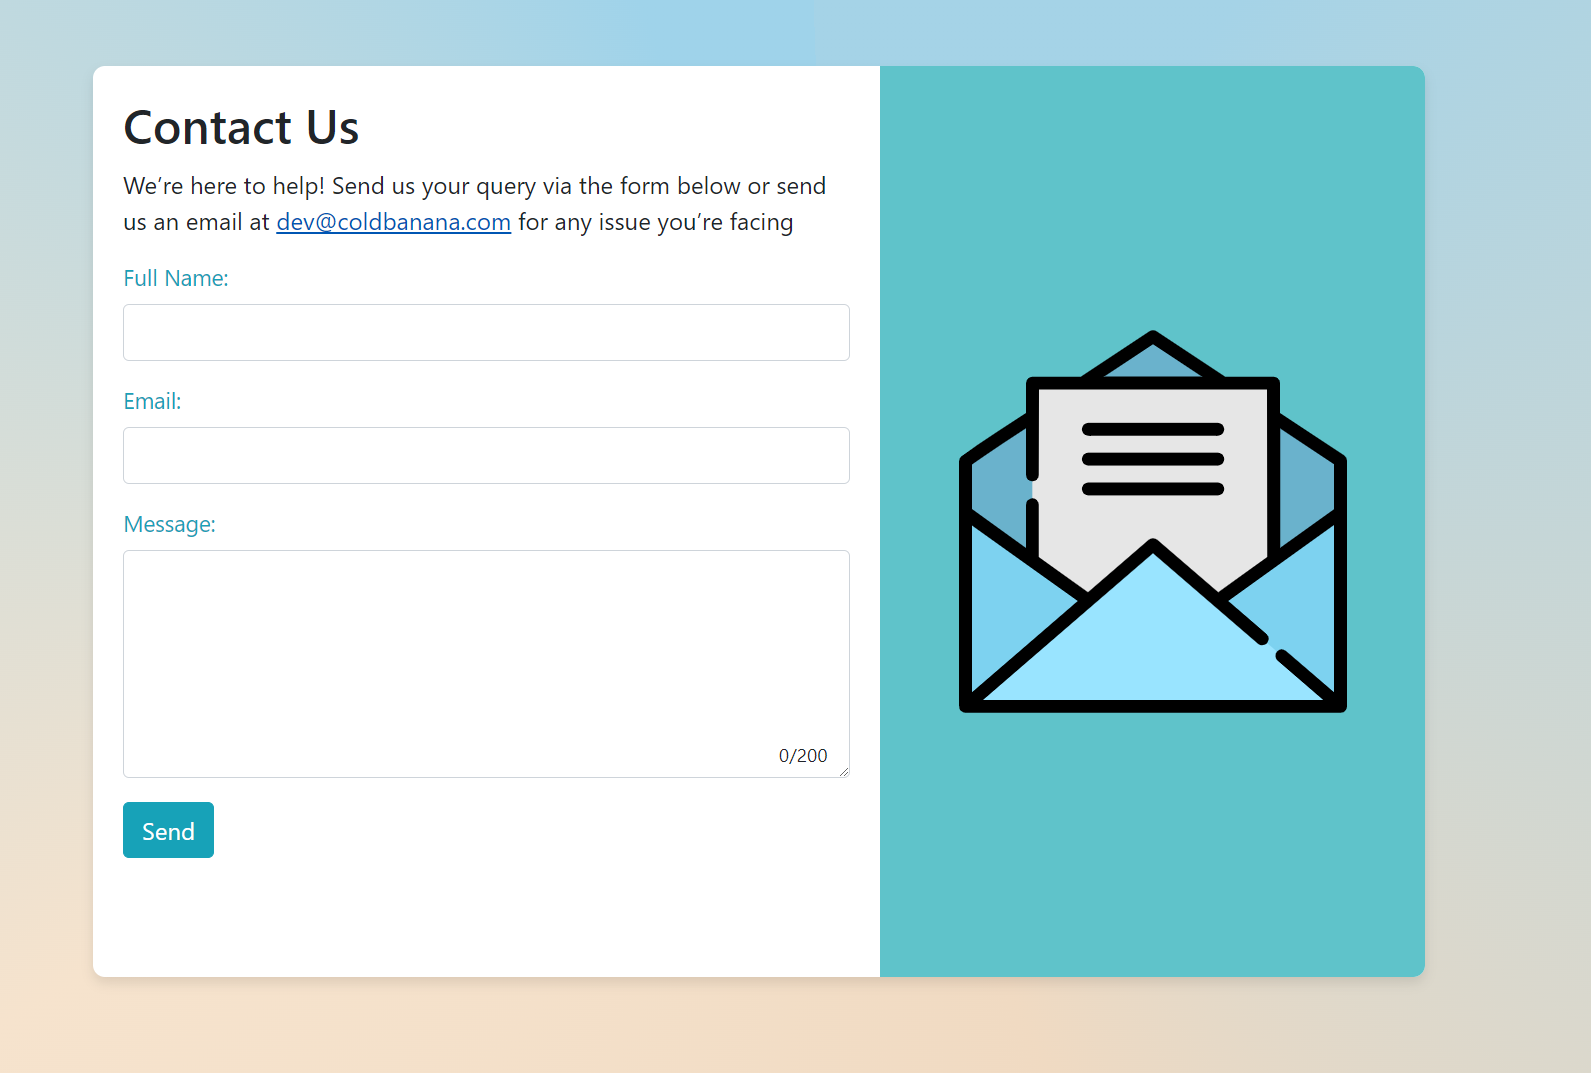 Contact Us
We’re here to help! Send us your query via the form below or send
us an email at dev@coldbanana.com for any issue you’re facing
Full Name:
Email:
Message:
0/200
Send